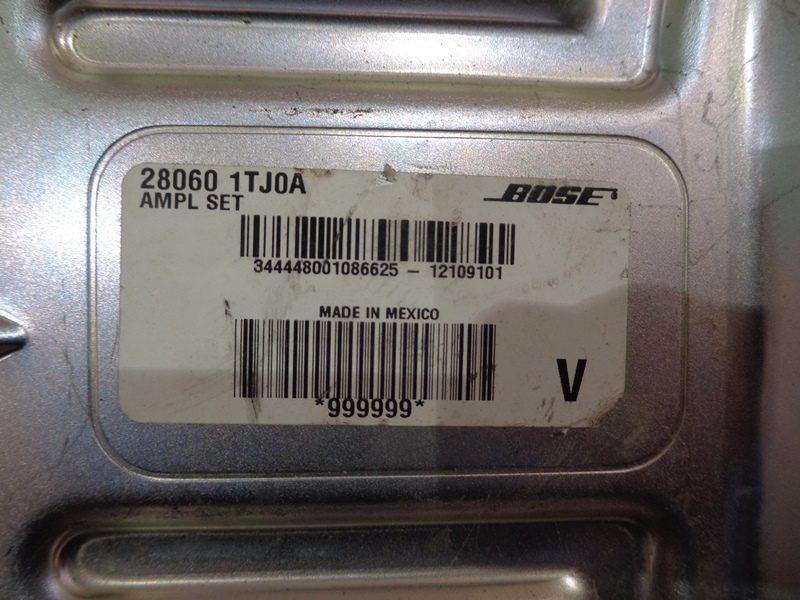 28060 1TJ0A
BOSE
AMPL SET
344448001086625 - 12109101
MADE IN MEXICO
*999999*
V